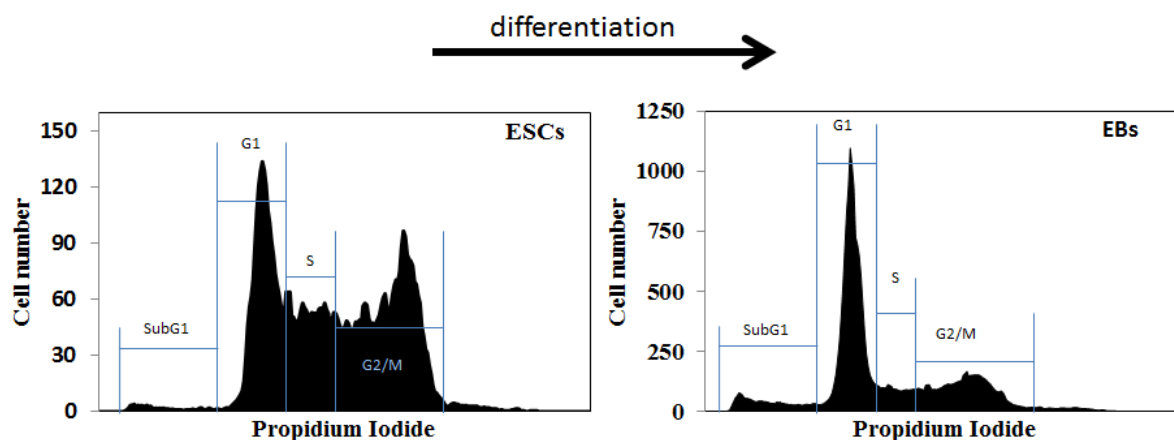 differentiation
ESCs
150
120
90
60
30
0
Cell number
SubG1
G1
S
G2/M
Propidium Iodide
EBs
1250
1000
750
500
250
0
Cell number
SubG1
G1
S
G2/M
Propidium Iodide